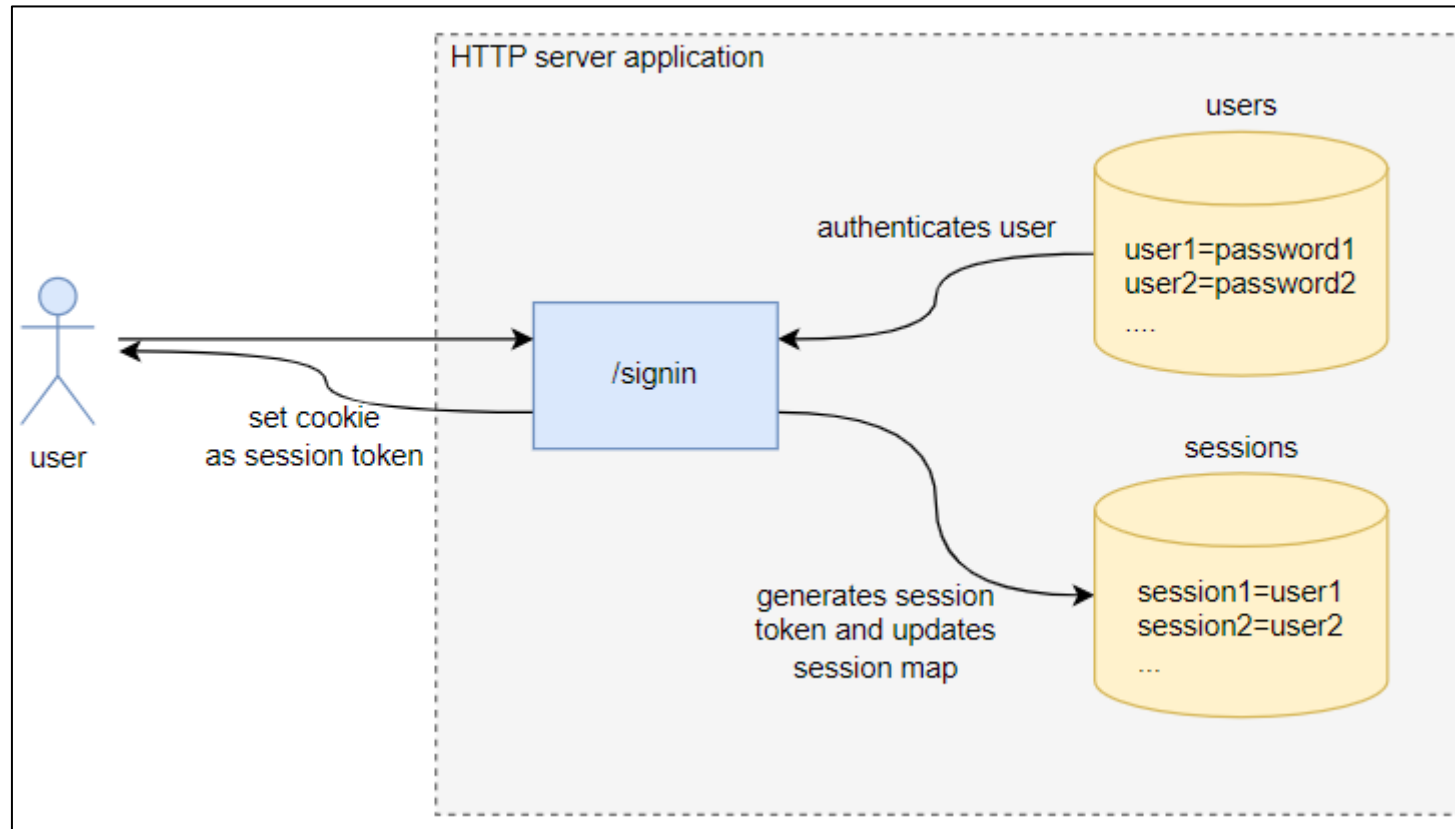 HTTP server application
users
authenticates user
user1=password1
user2=password2
....
/signin
set cookie
as session token
user
sessions
generates session
token and updates
session map
session1=user1
session2=user2
...